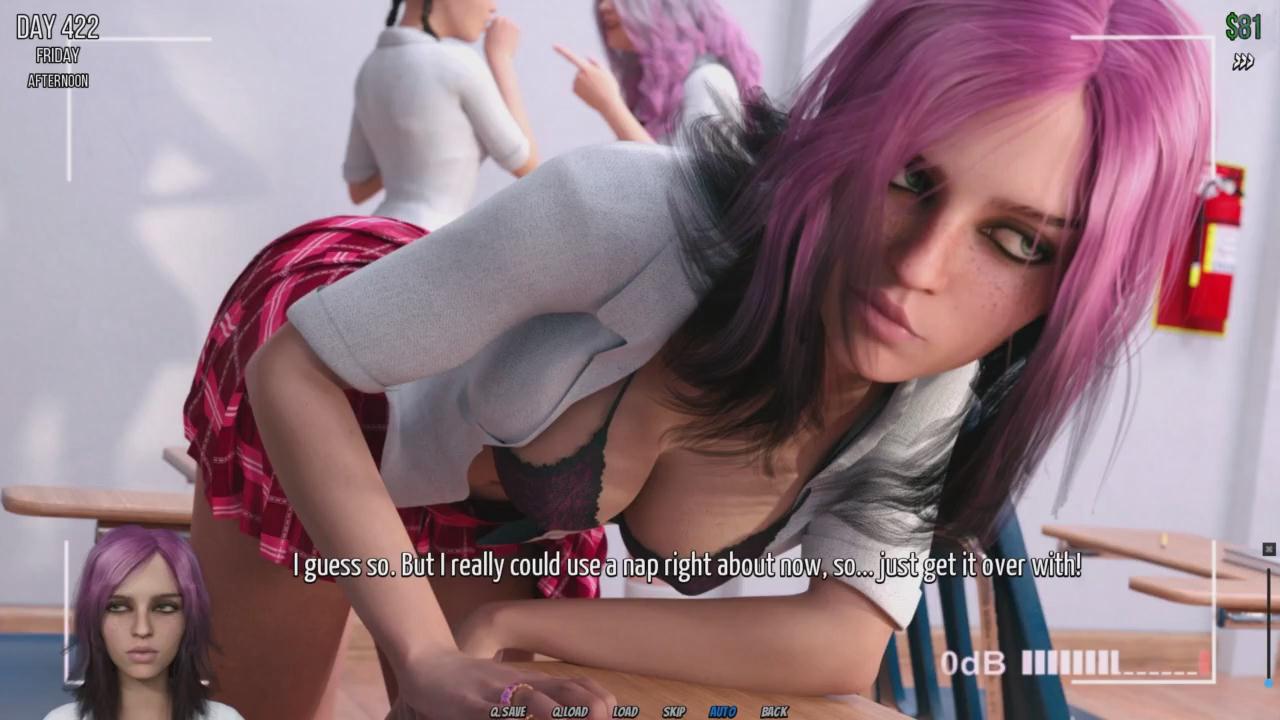 DAY 422
FRIDAY
AFTERNOON
$81
I guess so. But I really could use a nap right about now, so... just get it over with!
0dB
Q.SAVE Q.LOAD LOAD SKIP AUTO BACK